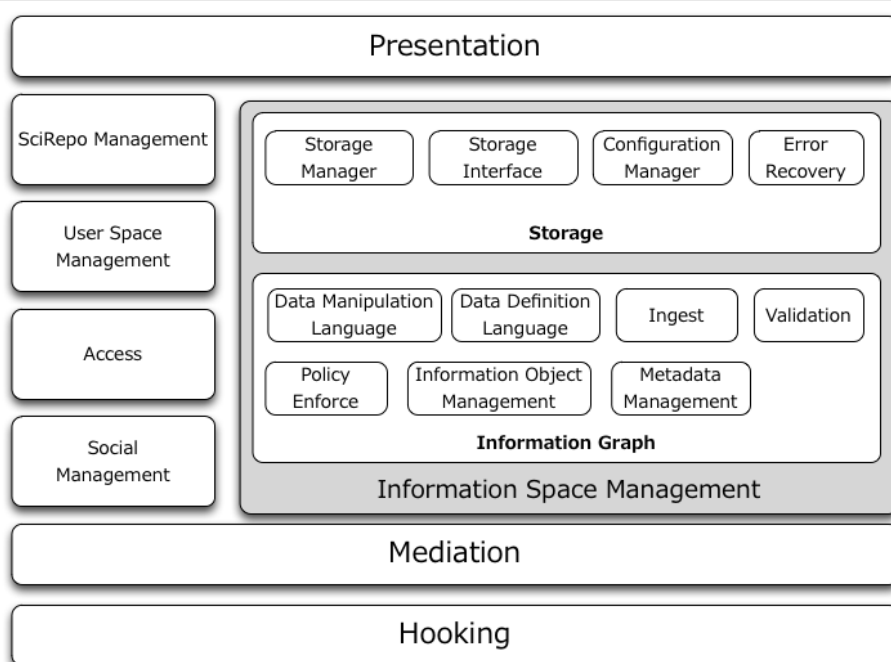 Presentation
SciRepo Management
User Space
Management
Access
Social
Management
Storage
Manager
Storage
Interface
Configuration
Manager
Error
Recovery
Storage
Data Manipulation
Language
Data Definition
Language
Ingest
Validation
Policy
Enforce
Information Object
Management
Metadata
Management
Information Graph
Information Space Management
Mediation
Hooking